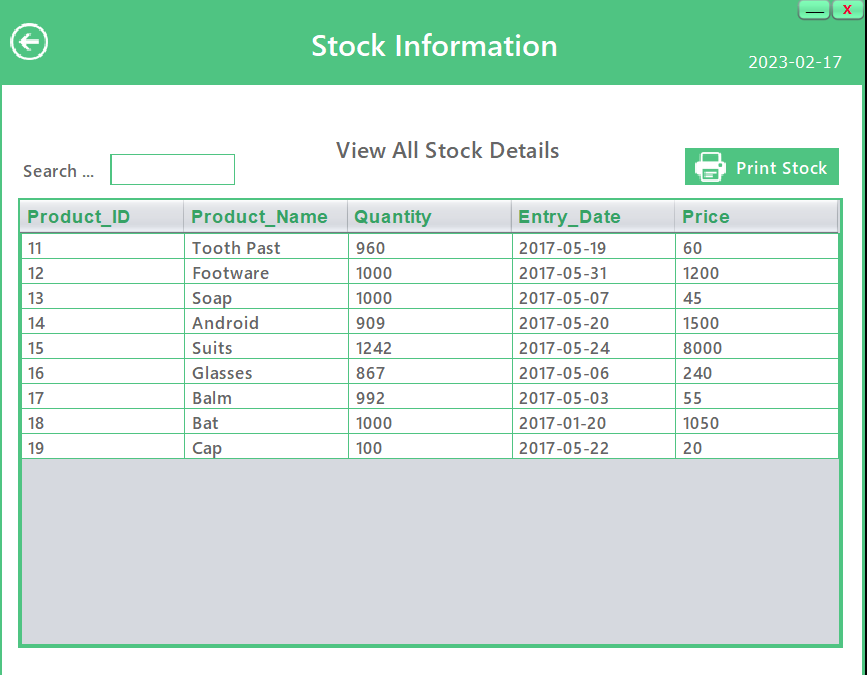 X
Stock Information
2023-02-17
View All Stock Details
Search ...
Print Stock
Product_ID Product_Name Quantity Entry_Date Price
11 Tooth Past 960 2017-05-19 60
12 Footware 1000 2017-05-31 1200
13 Soap 1000 2017-05-07 45
14 Android 909 2017-05-20 1500
15 Suits 1242 2017-05-24 8000
16 Glasses 867 2017-05-06 240
17 Balm 992 2017-05-03 55
18 Bat 1000 2017-01-20 1050
19 Cap 100 2017-05-22 20